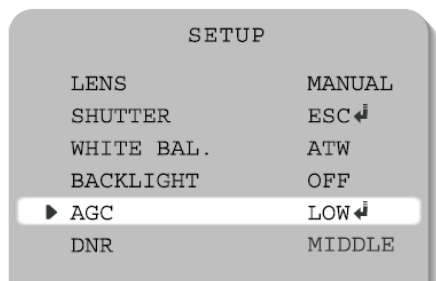 SETUP
LENS MANUAL
SHUTTER ESC↲
WHITE BAL. ATW
BACKLIGHT OFF
▶ AGC LOW↲
DNR MIDDLE